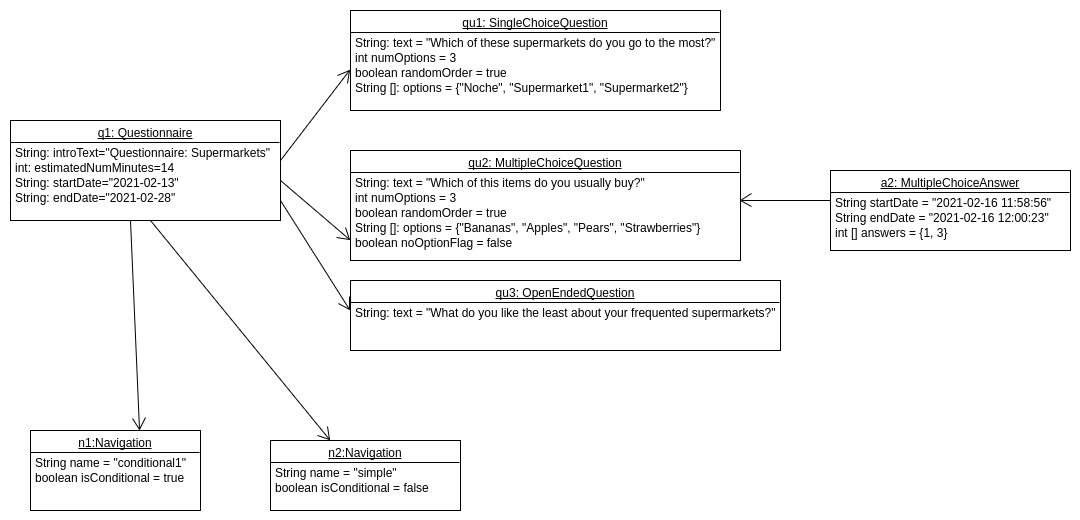 qu1: SingleChoiceQuestion
String: text = "Which of these supermarkets do you go to the most?"
int numOptions = 3
boolean randomOrder = true
String []: options = {"Noche", "Supermarket1", "Supermarket2"}
q1: Questionnaire
String: introText="Questionnaire: Supermarkets"
int: estimatedNumMinutes=14
String: startDate="2021-02-13"
String: endDate="2021-02-28"
qu2: MultipleChoiceQuestion
String: text = "Which of this items do you usually buy?"
int numOptions = 3
boolean randomOrder = true
String []: options = {"Bananas", "Apples", "Pears", "Strawberries"}
boolean noOptionFlag = false
a2: MultipleChoiceAnswer
String startDate = "2021-02-16 11:58:56"
String endDate = "2021-02-16 12:00:23"
int [] answers = {1, 3}
qu3: OpenEndedQuestion
String: text = "What do you like the least about your frequented supermarkets?"
n1:Navigation
String name = "conditional1"
boolean isConditional = true
n2:Navigation
String name = "simple"
boolean isConditional = false